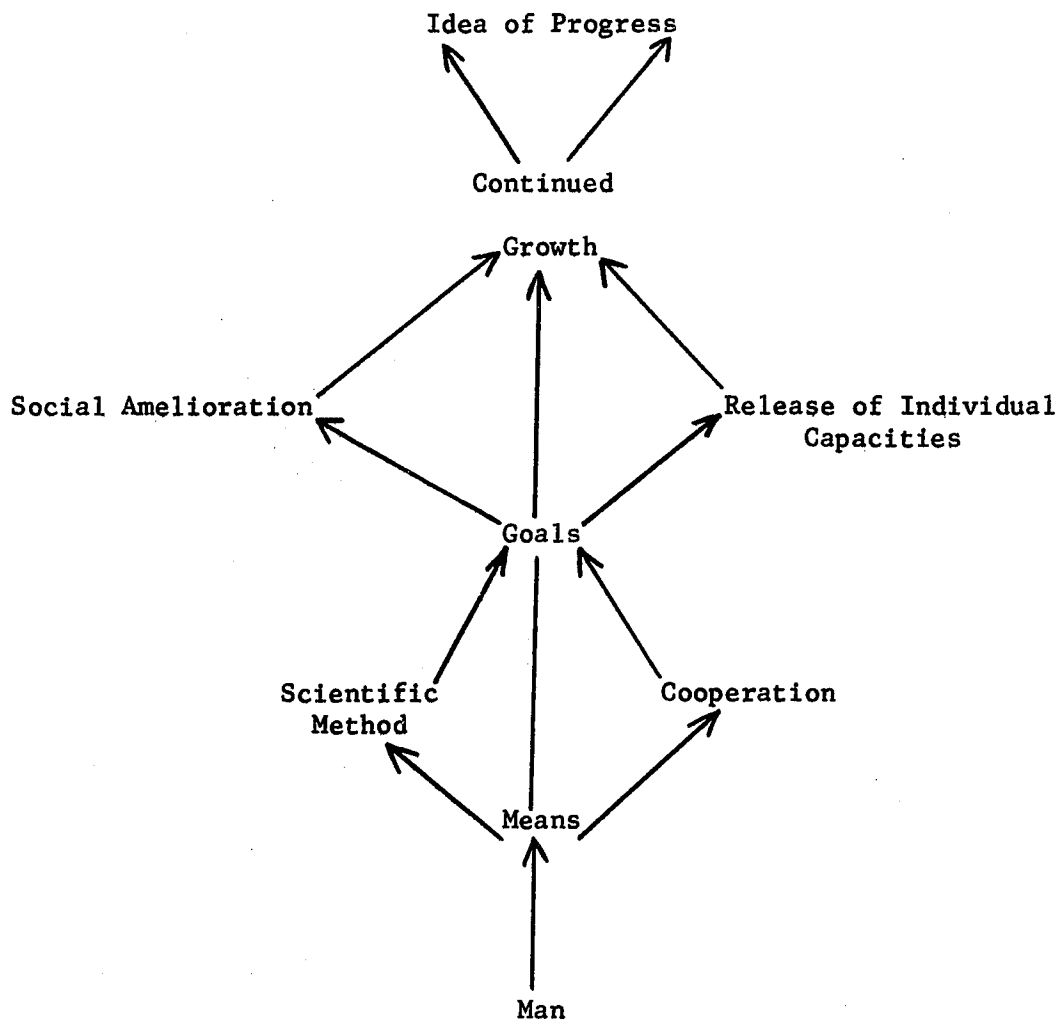 Idea of Progress
Continued
Growth
Social Amelioration
Release of Individual
Capacities
Goals
Scientific
Method
Cooperation
Means
Man